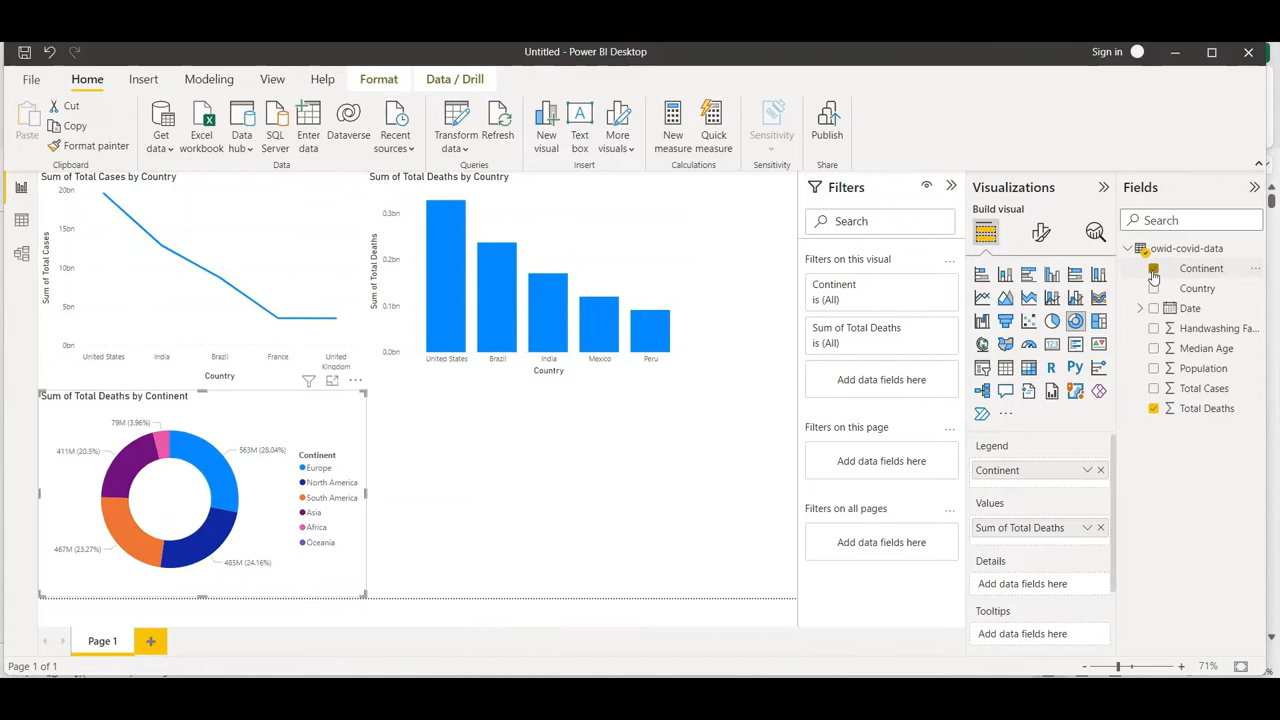 Untitled - Power BI Desktop
Sign in
File Home Insert Modeling View Help Format Data / Drill
Paste
Cut
Copy
Format painter
Get data
Excel workbook
Data hub
SQL Server
Enter data
Dataverse
Recent sources
Transform data
Refresh
New visual
Text box
More visuals
New measure
Quick measure
Sensitivity
Publish
Clipboard Data Queries Insert Calculations Sensitivity Share
Sum of Total Cases by Country
20bn
15bn
10bn
5bn
0bn
Sum of Total Cases
United States India Brazil France United Kingdom
Country
Sum of Total Deaths by Country
0.3bn
0.2bn
0.1bn
0.0bn
Sum of Total Deaths
United States Brazil India Mexico Peru
Country
Sum of Total Deaths by Continent
79M (3.96%)
411M (20.5%)
563M (28.04%)
467M (23.27%)
485M (24.16%)
Continent
Europe
North America
South America
Asia
Africa
Oceania
Filters
Search
Filters on this visual
Continent
is (All)
Sum of Total Deaths
is (All)
Add data fields here
Filters on this page
Add data fields here
Filters on all pages
Add data fields here
Visualizations
Build visual
R Py
Legend
Continent
Values
Sum of Total Deaths
Details
Add data fields here
Tooltips
Add data fields here
Fields
Search
owid-covid-data
Continent
Country
Date
Handwashing Fa...
Median Age
Population
Total Cases
Total Deaths
Page 1
Page 1 of 1
71%